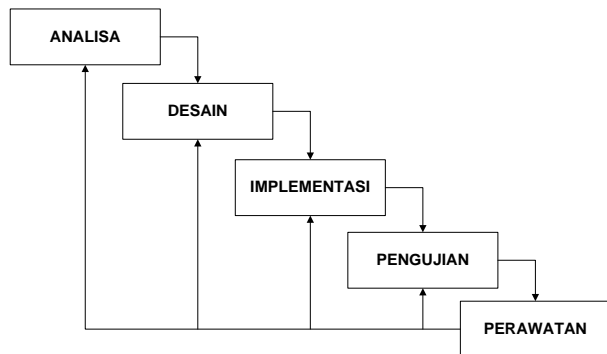 ANALISA
DESAIN
IMPLEMENTASI
PENGUJIAN
PERAWATAN